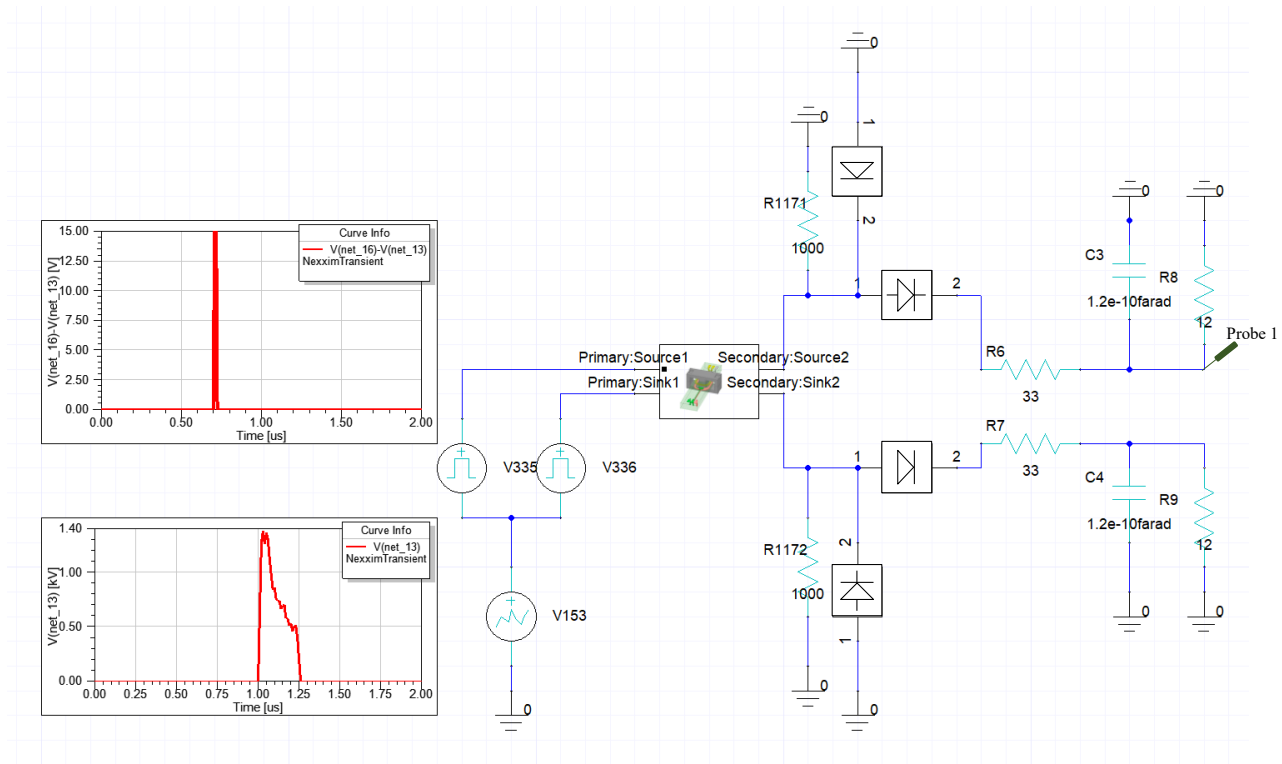 0
0
1
R1171
2
1000
0
0
C3
R8
1.2e-10farad
12
Probe 1
1
2
R6
33
Primary:Source1
Secondary:Source2
Primary:Sink1
Secondary:Sink2
R7
33
1
2
C4
R9
1.2e-10farad
12
V335
V336
R1172
1000
2
1
V153
0
0
0
0
0
Curve Info
V(net_16)-V(net_13)
NexximTransient
V(net_16)-V(net_13) [V]
15.00
12.50
10.00
7.50
5.00
2.50
0.00
0.00 0.50 1.00 1.50 2.00
Time [us]
Curve Info
V(net_13)
NexximTransient
V(net_13) [kV]
1.40
1.00
0.50
0.00
0.00 0.25 0.50 0.75 1.00 1.25 1.50 1.75 2.00
Time [us]